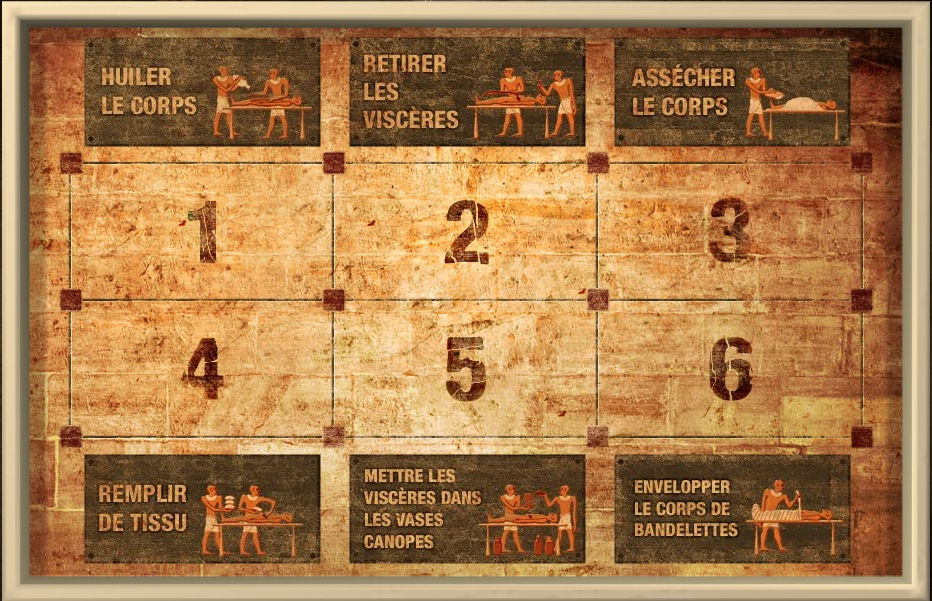 HUILER
LE CORPS
RETIRER
LES
VISCÈRES
ASSÉCHER
LE CORPS
1
2
3
4
5
6
REMPLIR
DE TISSU
METTRE LES
VISCÈRES DANS
LES VASES
CANOPES
ENVELOPPER
LE CORPS DE
BANDELETTES